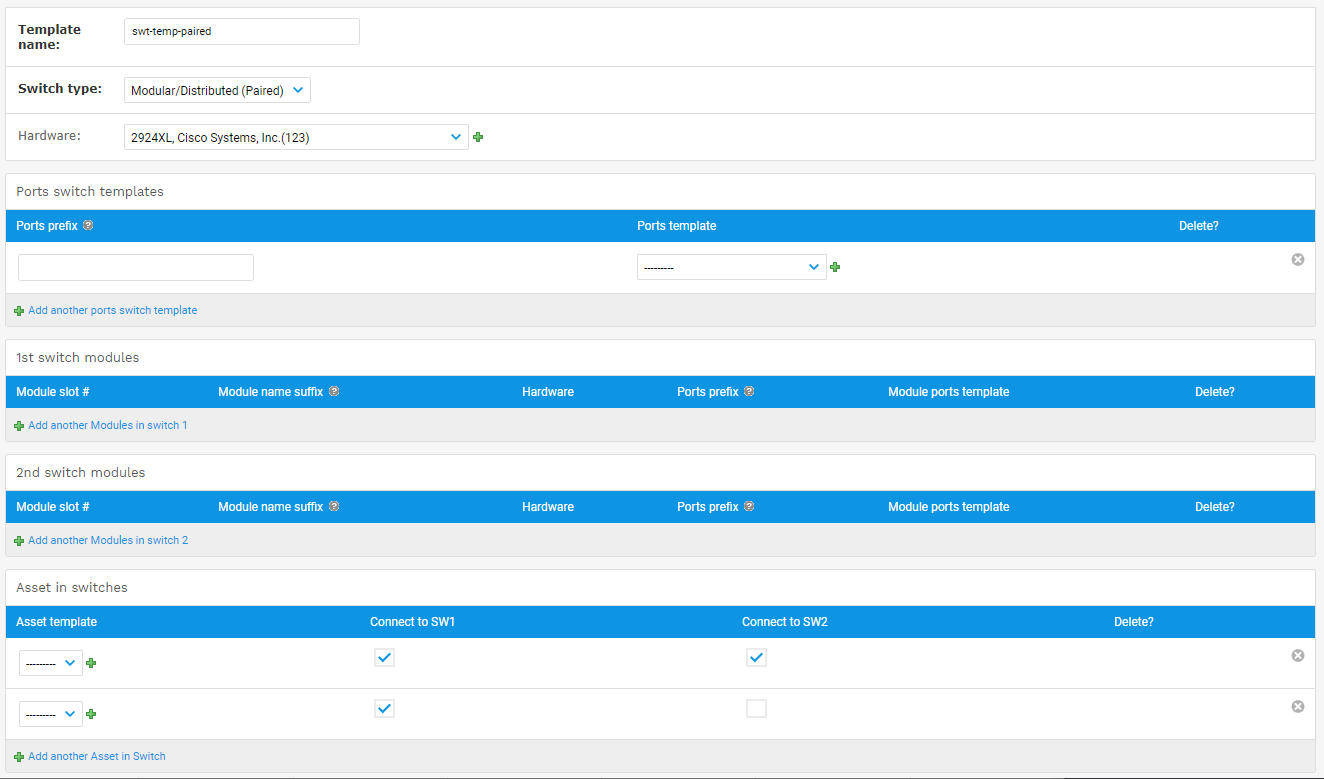 Template name:
swt-temp-paired
Switch type:
Modular/Distributed (Paired)
Hardware:
2924XL, Cisco Systems, Inc.(123)
Ports switch templates
Ports prefix ? Ports template Delete?
---------
Add another ports switch template
1st switch modules
Module slot # Module name suffix ? Hardware Ports prefix ? Module ports template Delete?
Add another Modules in switch 1
2nd switch modules
Module slot # Module name suffix ? Hardware Ports prefix ? Module ports template Delete?
Add another Modules in switch 2
Asset in switches
Asset template Connect to SW1 Connect to SW2 Delete?
---------
---------
Add another Asset in Switch